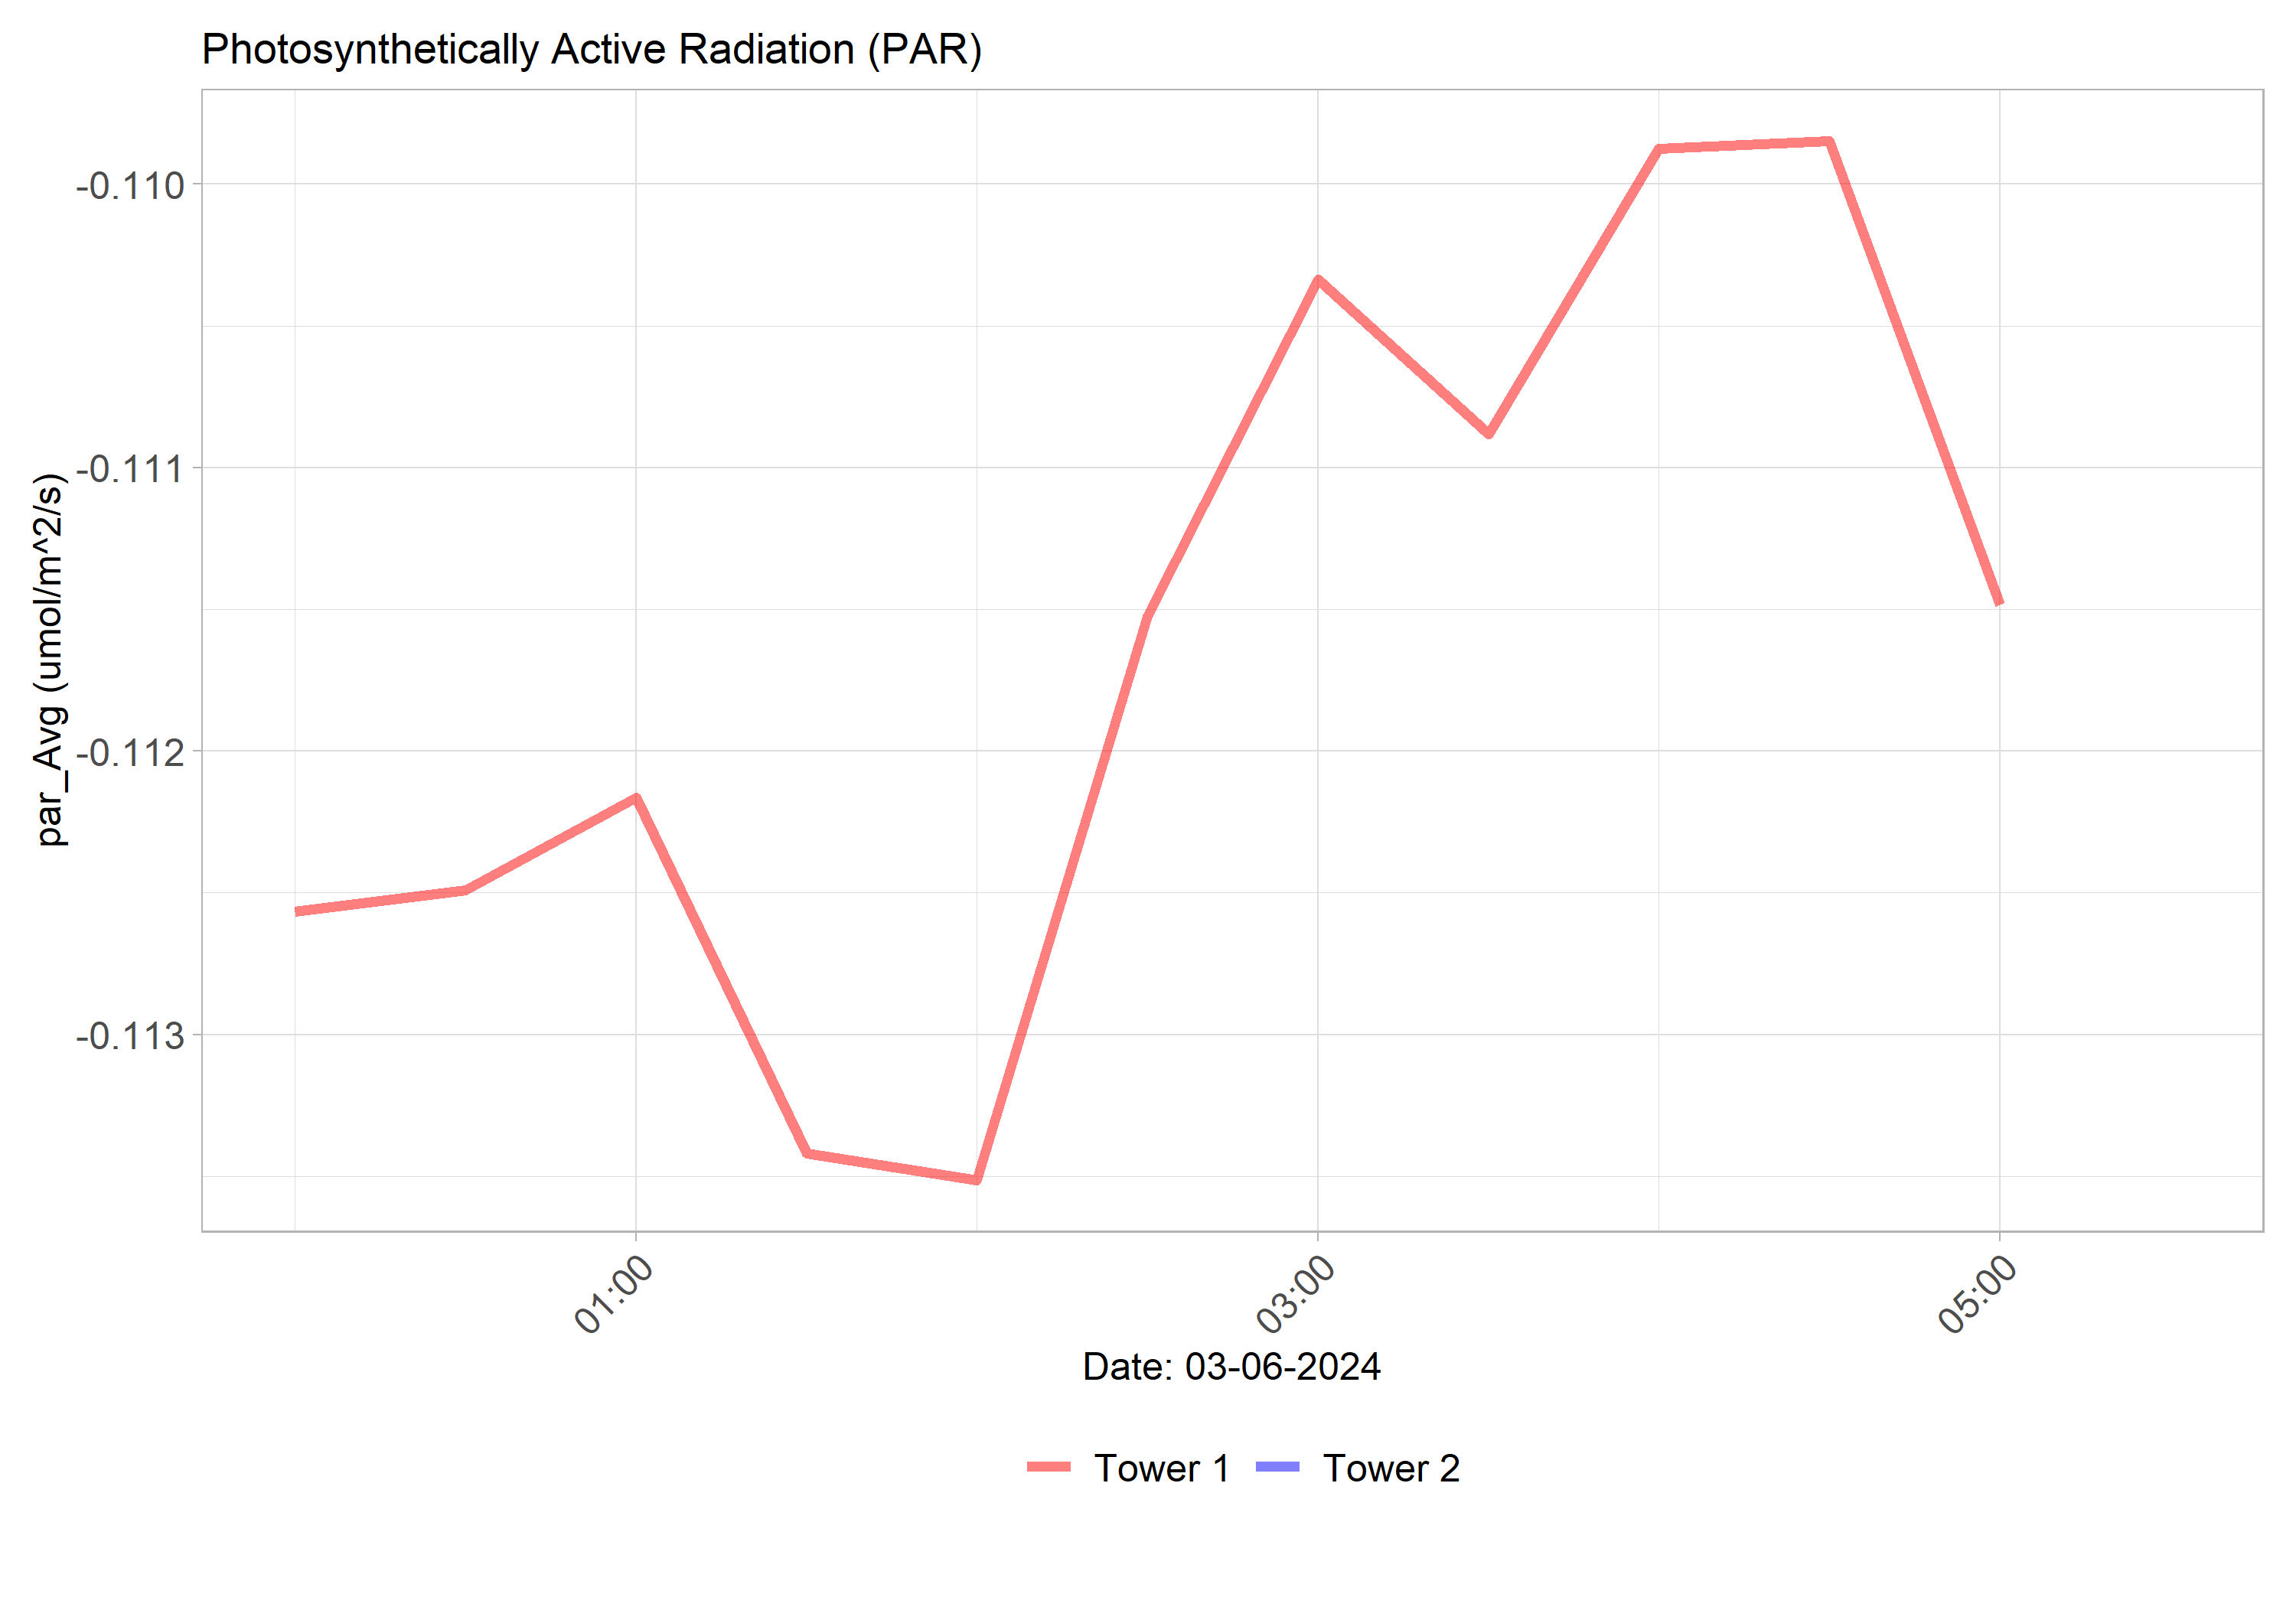 Photosynthetically Active Radiation (PAR)
par_Avg (umol/m^2/s)
-0.110
-0.111
-0.112
-0.113
01:00
03:00
05:00
Date: 03-06-2024
Tower 1 Tower 2